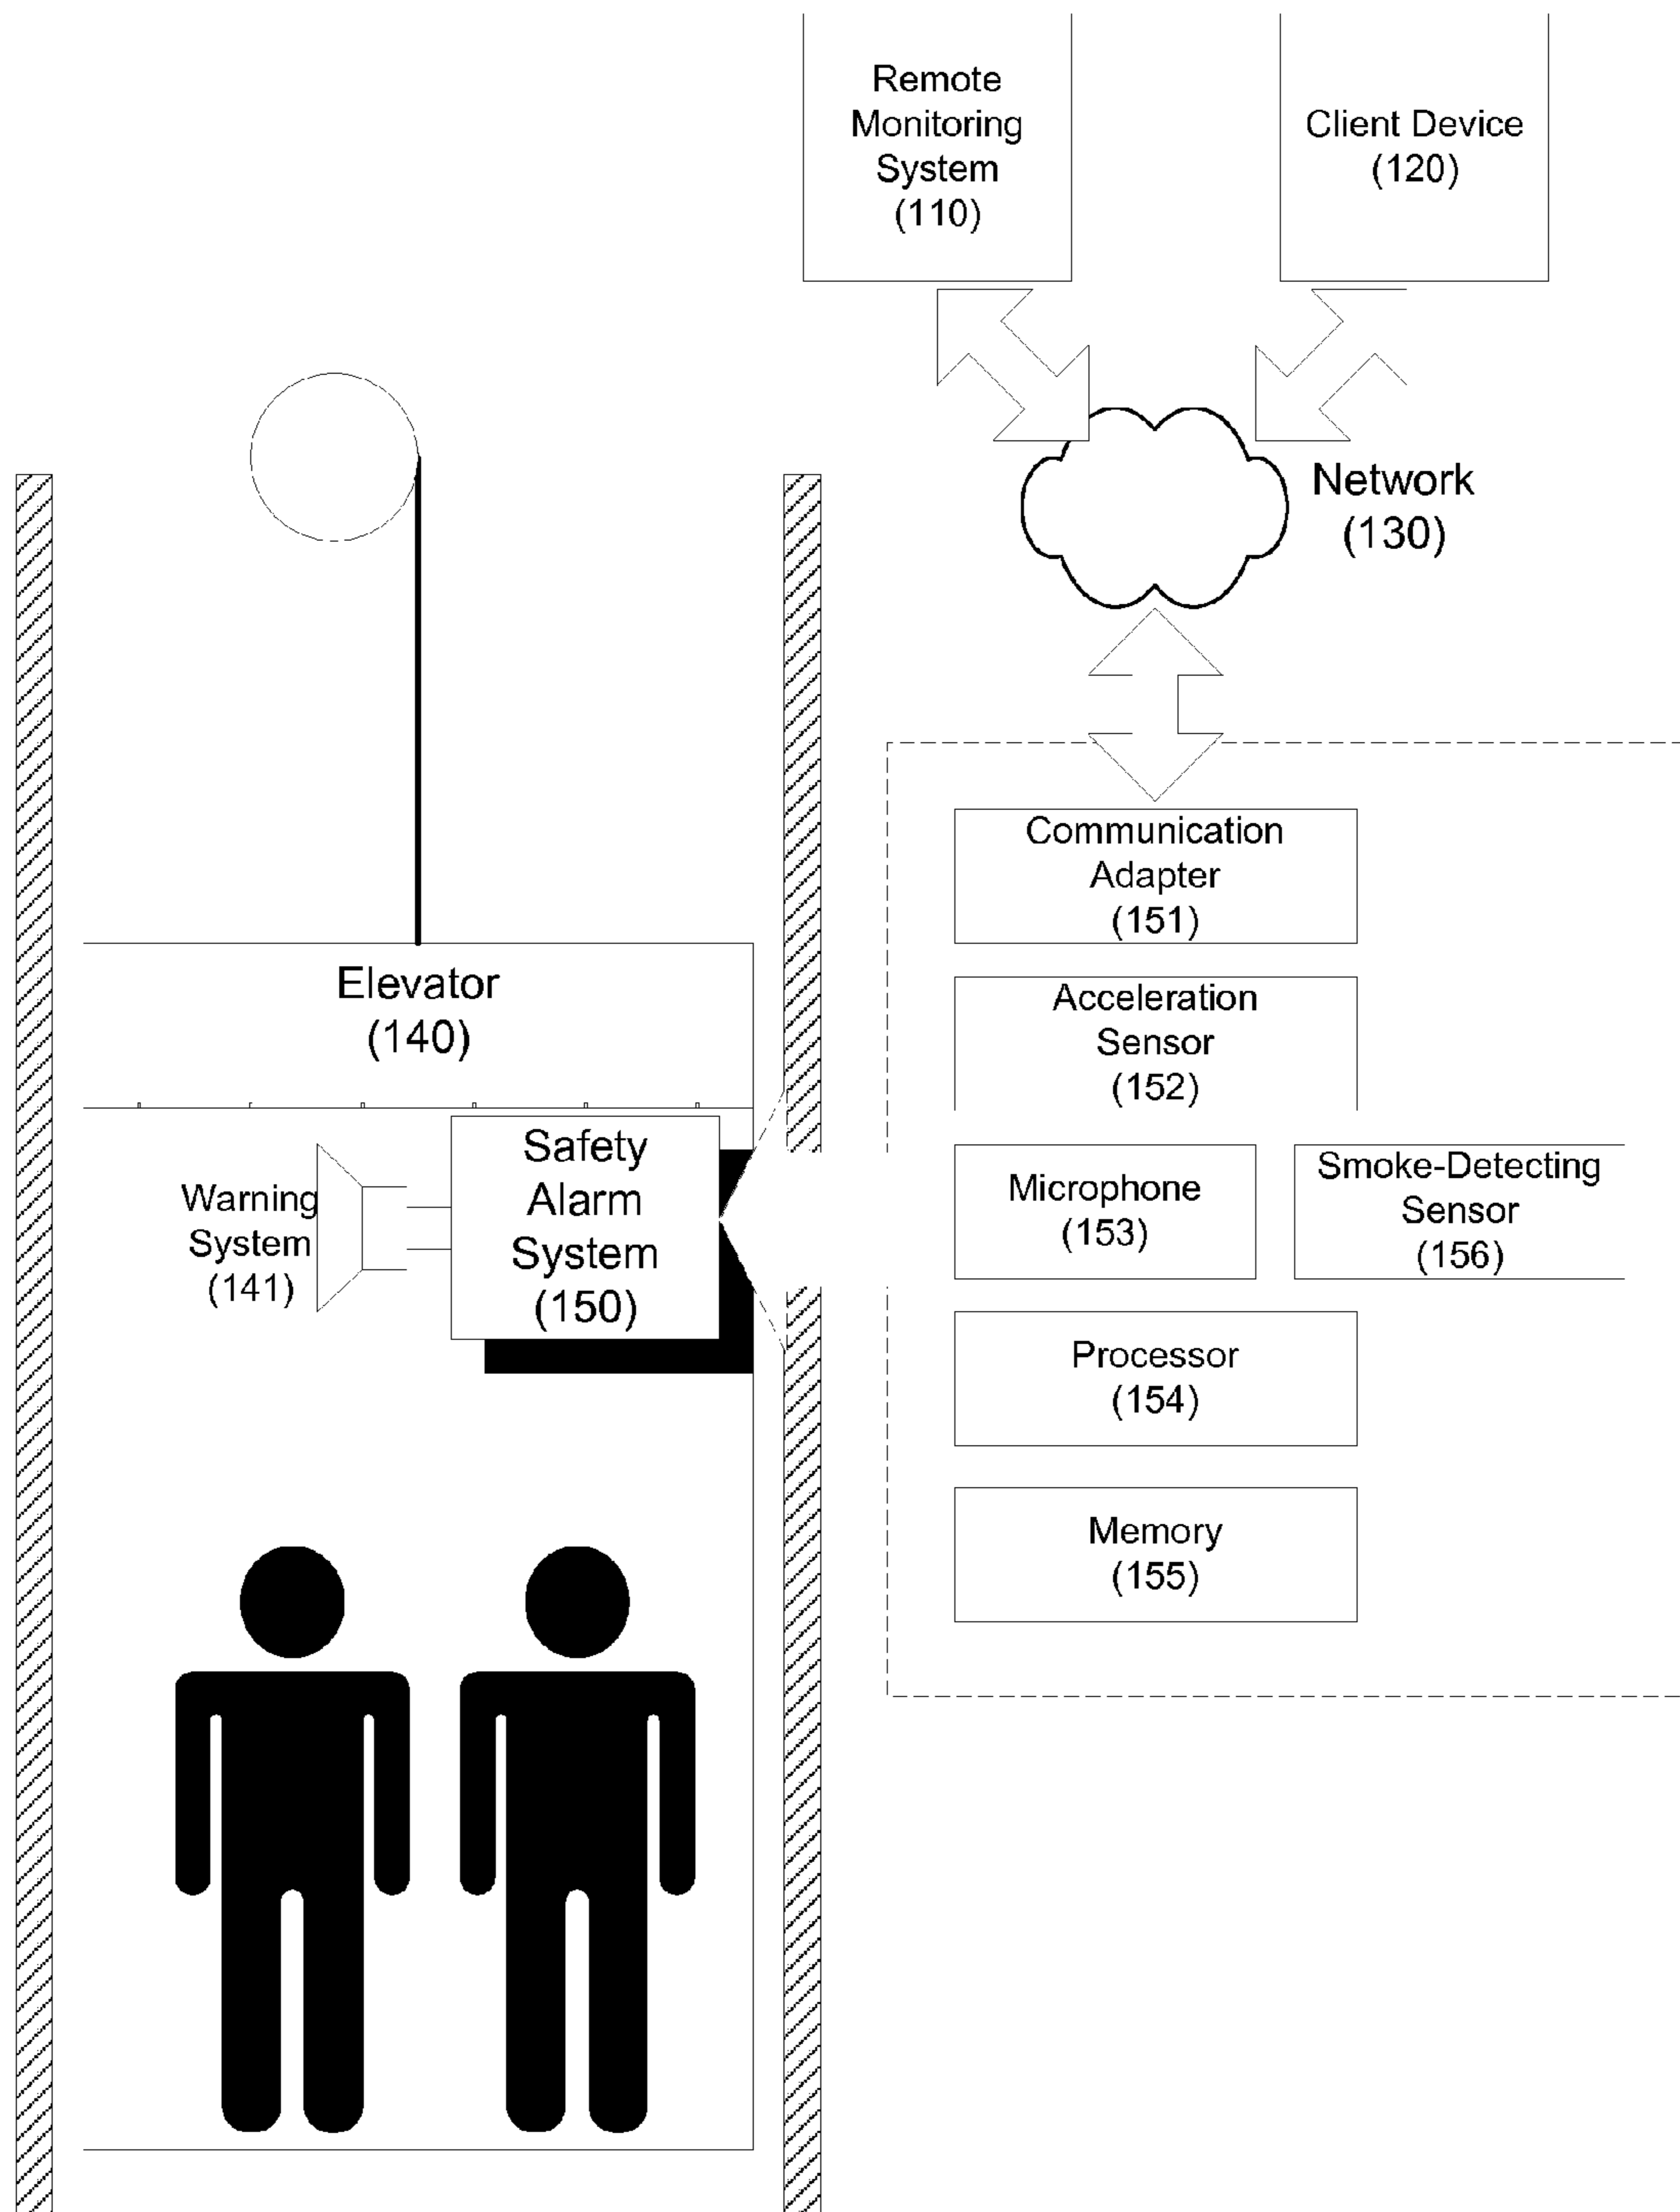 Remote
Monitoring
System
(110)
Client Device
(120)
Network
(130)
Communication
Adapter
(151)
Elevator
(140)
Acceleration
Sensor
(152)
Safety
Alarm
System
(150)
Warning
System
(141)
Microphone
(153)
Smoke-Detecting
Sensor
(156)
Processor
(154)
Memory
(155)